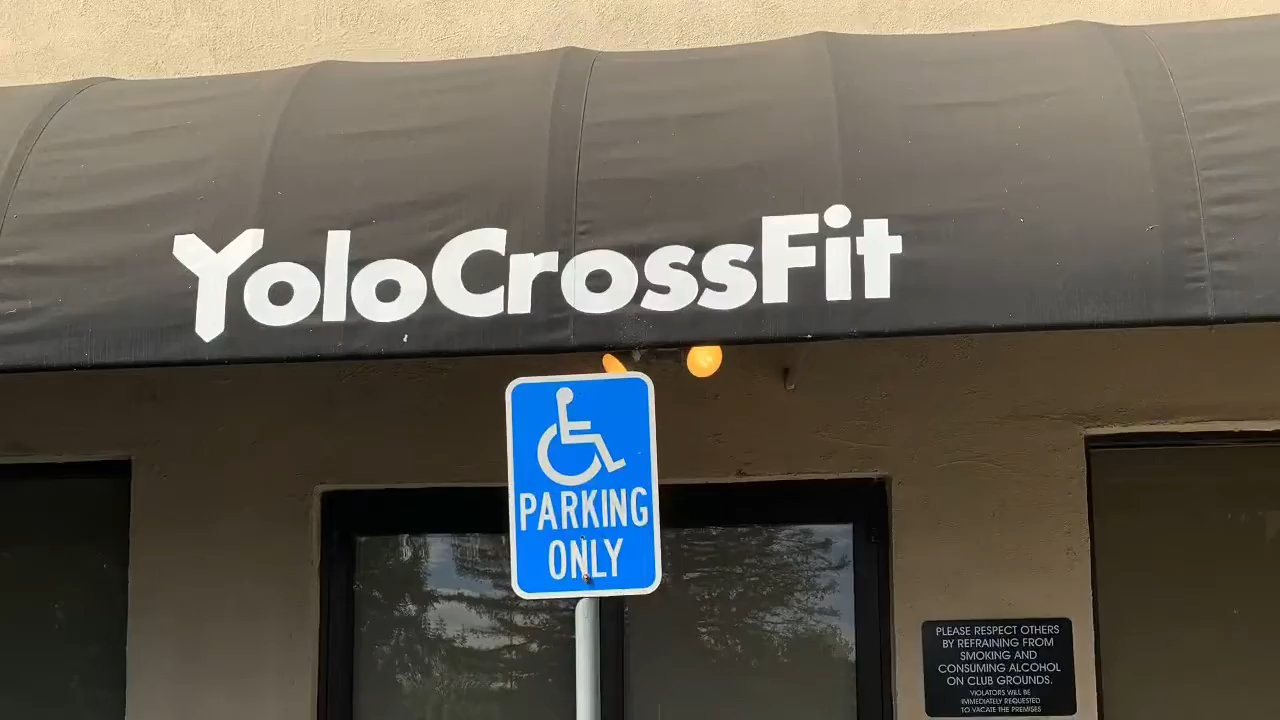 YoloCrossFit
PARKING
ONLY
PLEASE RESPECT OTHERS
BY REFRAINING FROM
SMOKING AND
CONSUMING ALCOHOL
ON CLUB GROUNDS.
VIOLATORS WILL BE
IMMEDIATELY REQUESTED
TO VACATE THE PREMISES